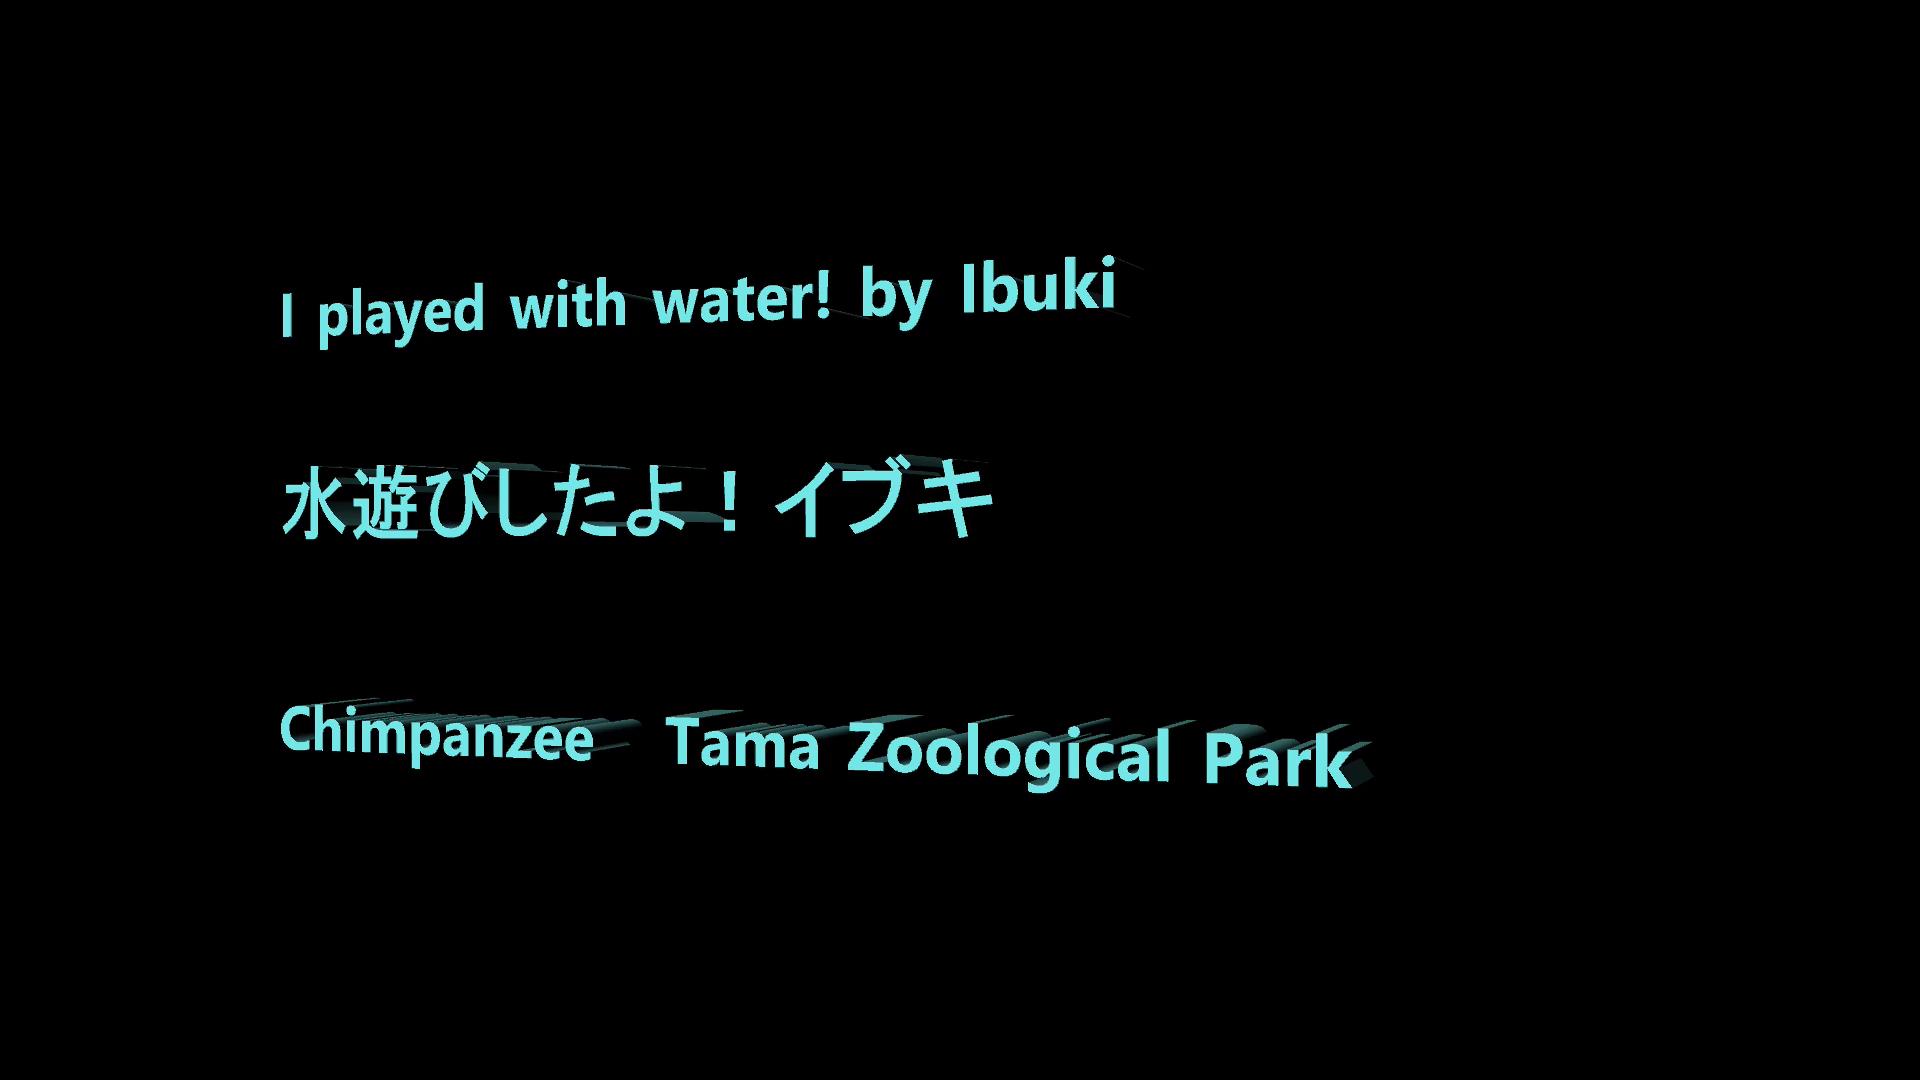 I played with water! by Ibuki
水遊びしたよ！イブキ
Chimpanzee Tama Zoological Park